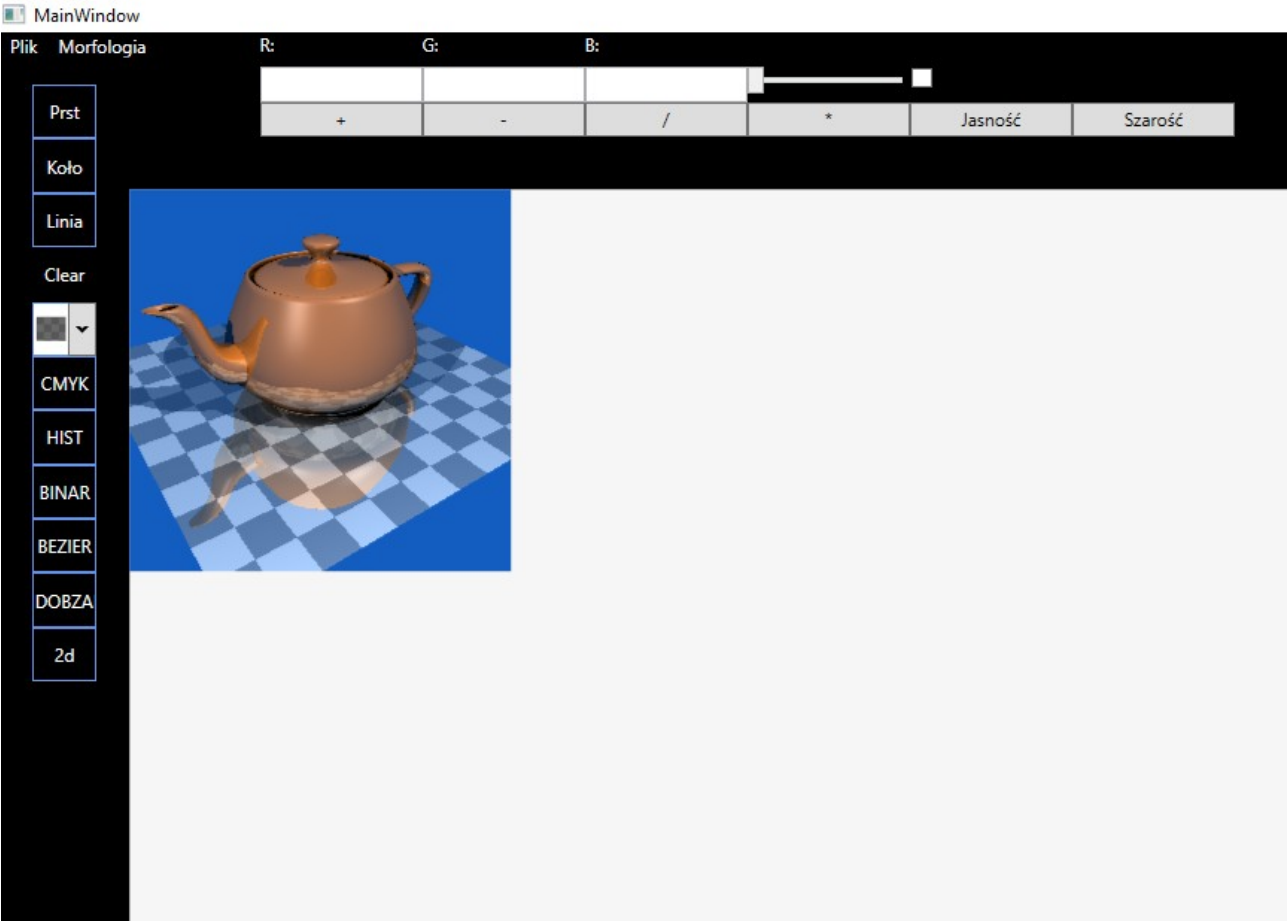 MainWindow
Plik Morfologia R: G: B:
+ - / * Jasność Szarość
Prst
Koło
Linia
Clear
CMYK
HIST
BINAR
BEZIER
DOBZA
2d